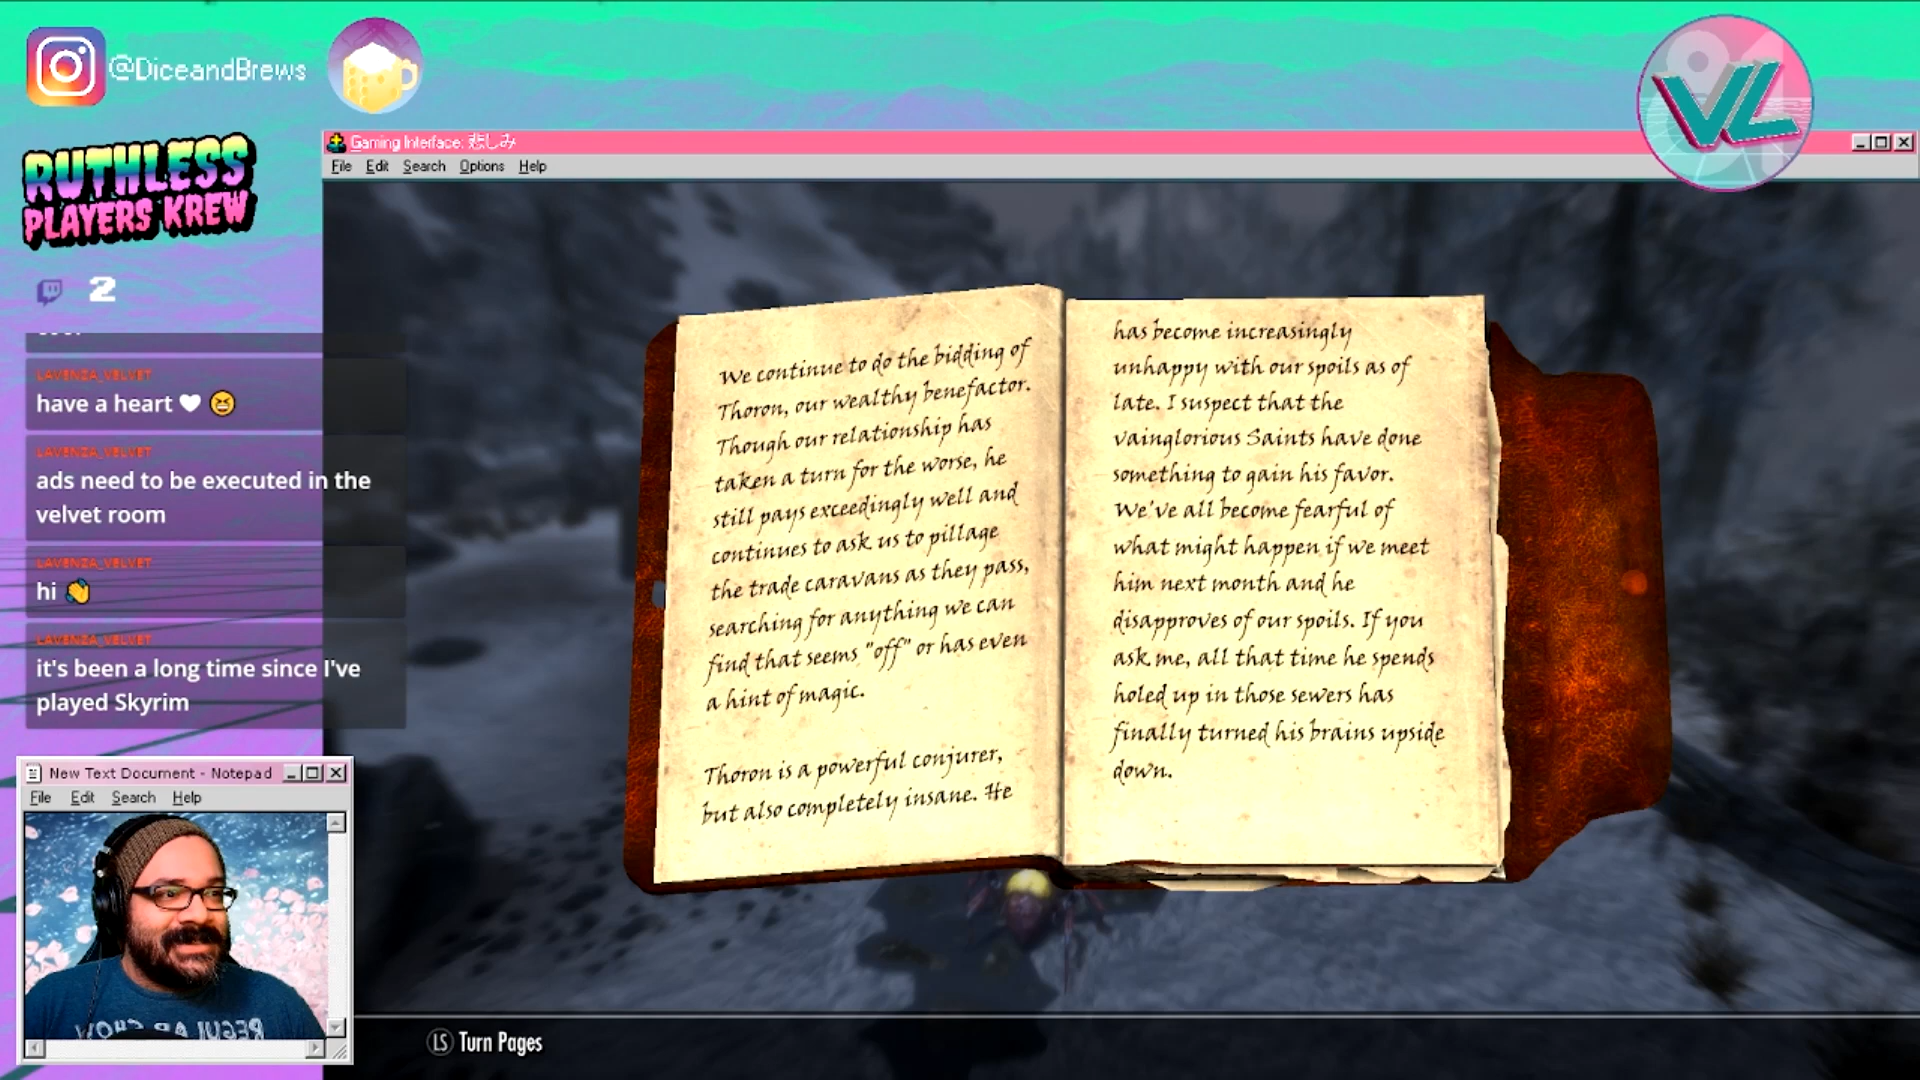 @DiceandBrews
VL
RUTHLESS
PLAYERS KREW
2
Gaming Interface: 悲しみ
File Edit Search Options Help
LAVENZA_VELVET
have a heart 🤍 😆
LAVENZA_VELVET
ads need to be executed in the
velvet room
LAVENZA_VELVET
hi 👋
LAVENZA_VELVET
it's been a long time since I've
played Skyrim
New Text Document - Notepad
File Edit Search Help
REGULAR SHOW
We continue to do the bidding of
Thoron, our wealthy benefactor.
Though our relationship has
taken a turn for the worse, he
still pays exceedingly well and
continues to ask us to pillage
the trade caravans as they pass,
searching for anything we can
find that seems "off" or has even
a hint of magic.
Thoron is a powerful conjurer,
but also completely insane. He
has become increasingly
unhappy with our spoils as of
late. I suspect that the
vainglorious Saints have done
something to gain his favor.
We've all become fearful of
what might happen if we meet
him next month and he
disapproves of our spoils. If you
ask me, all that time he spends
holed up in those sewers has
finally turned his brains upside
down.
LS Turn Pages